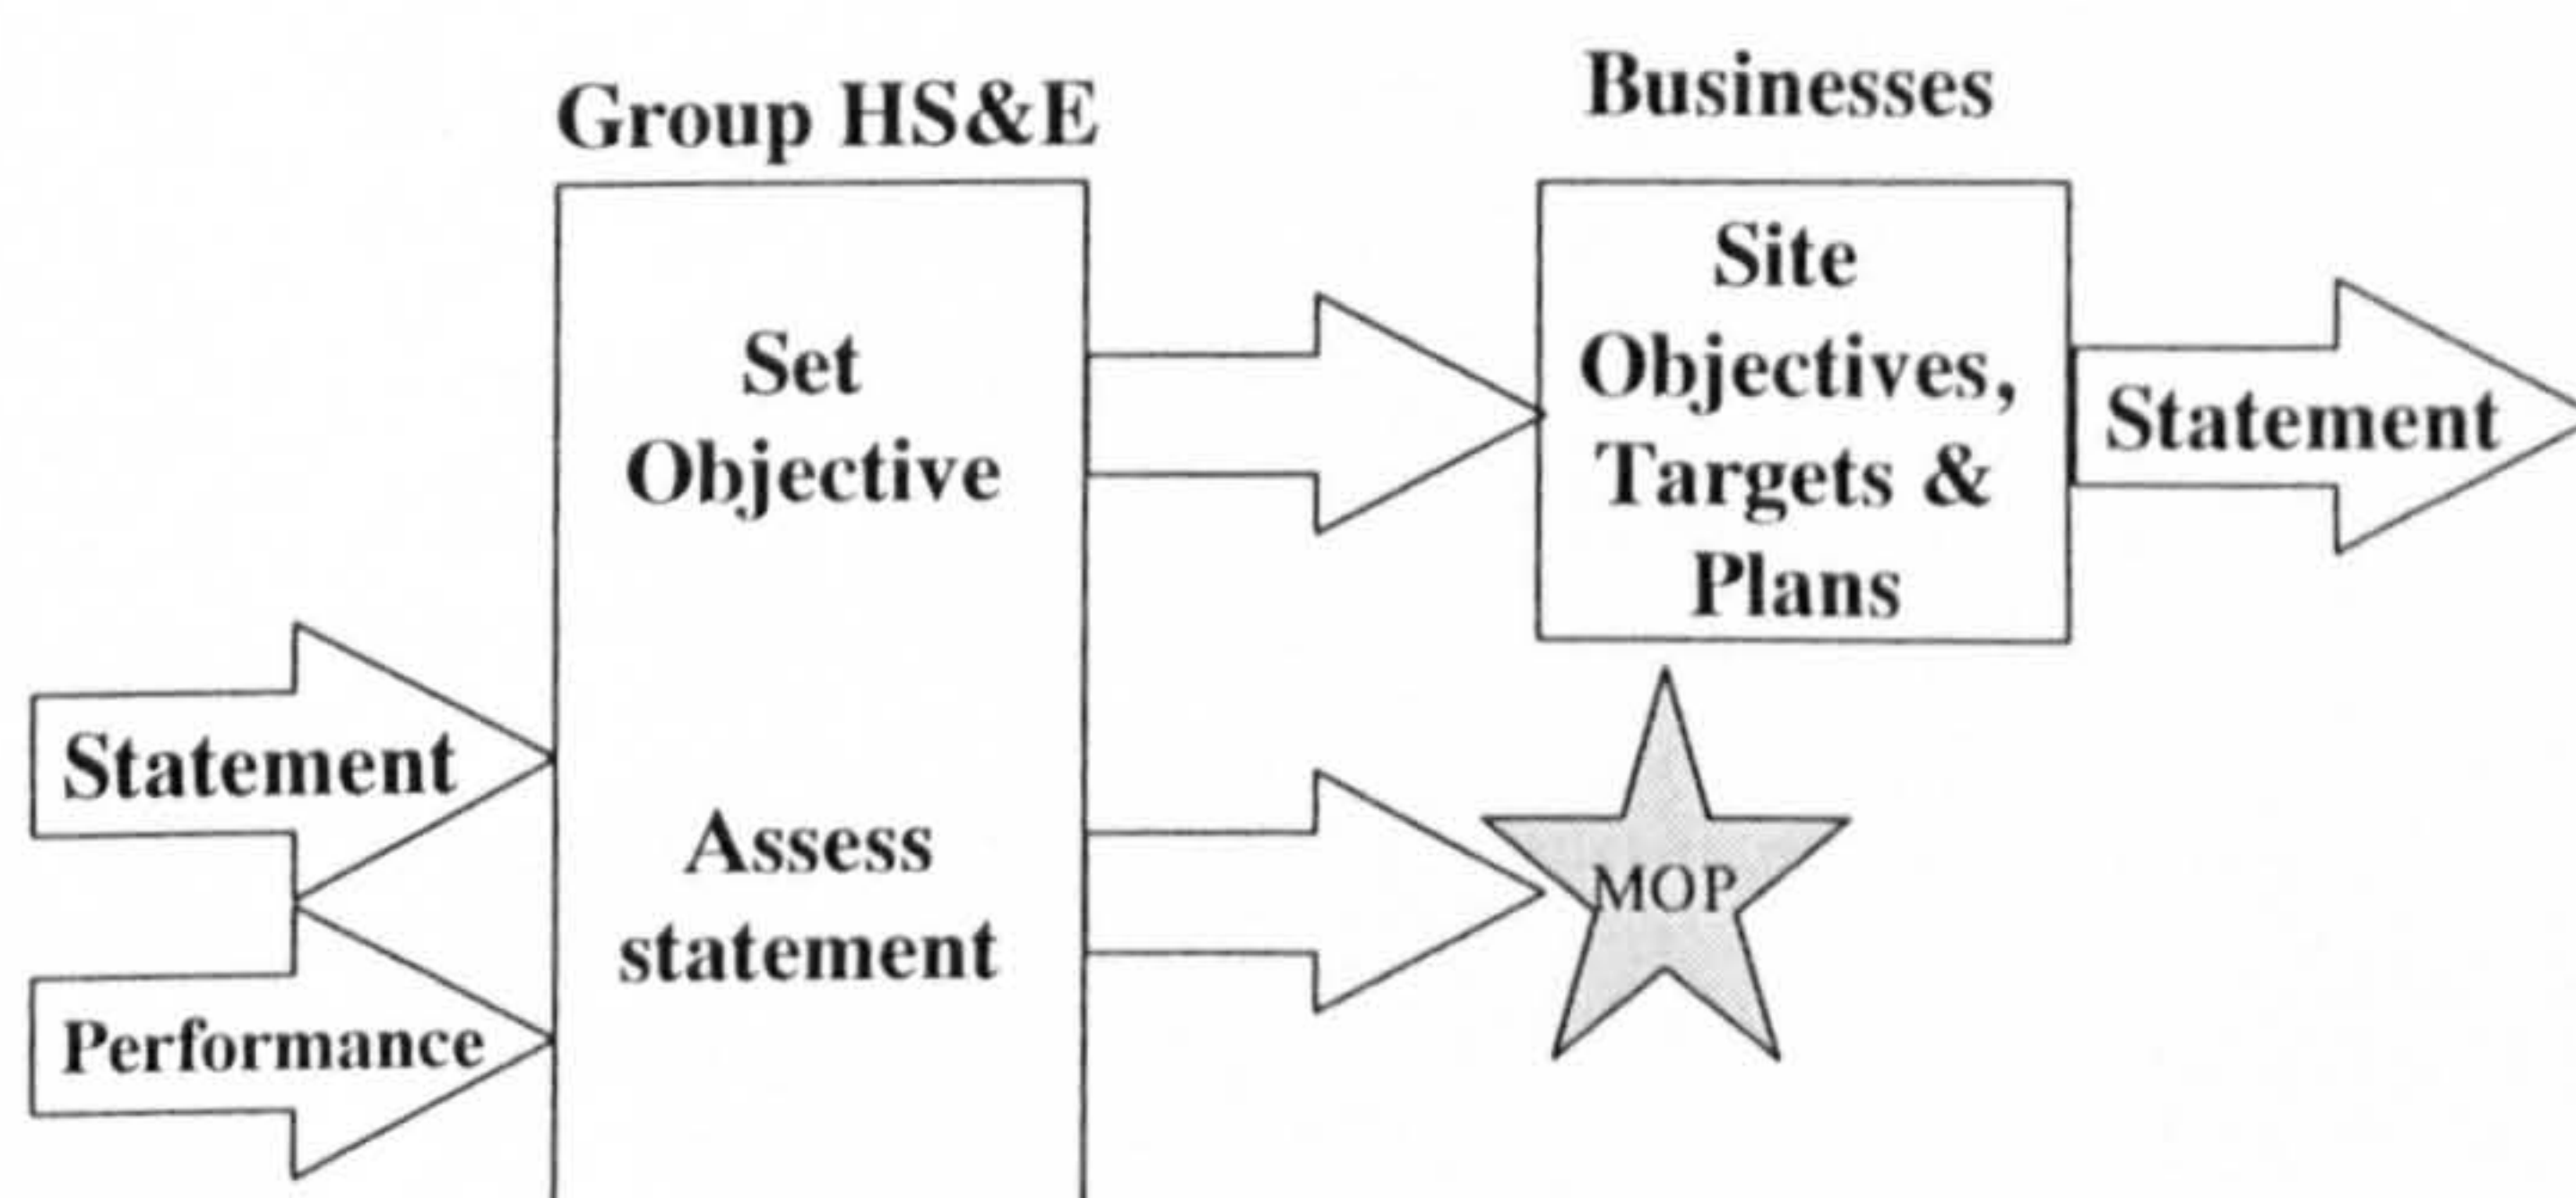 Group HS&E
Businesses
Set
Objective
Site
Objectives,
Targets &
Plans
Statement
Statement
Assess
statement
MOP
Performance